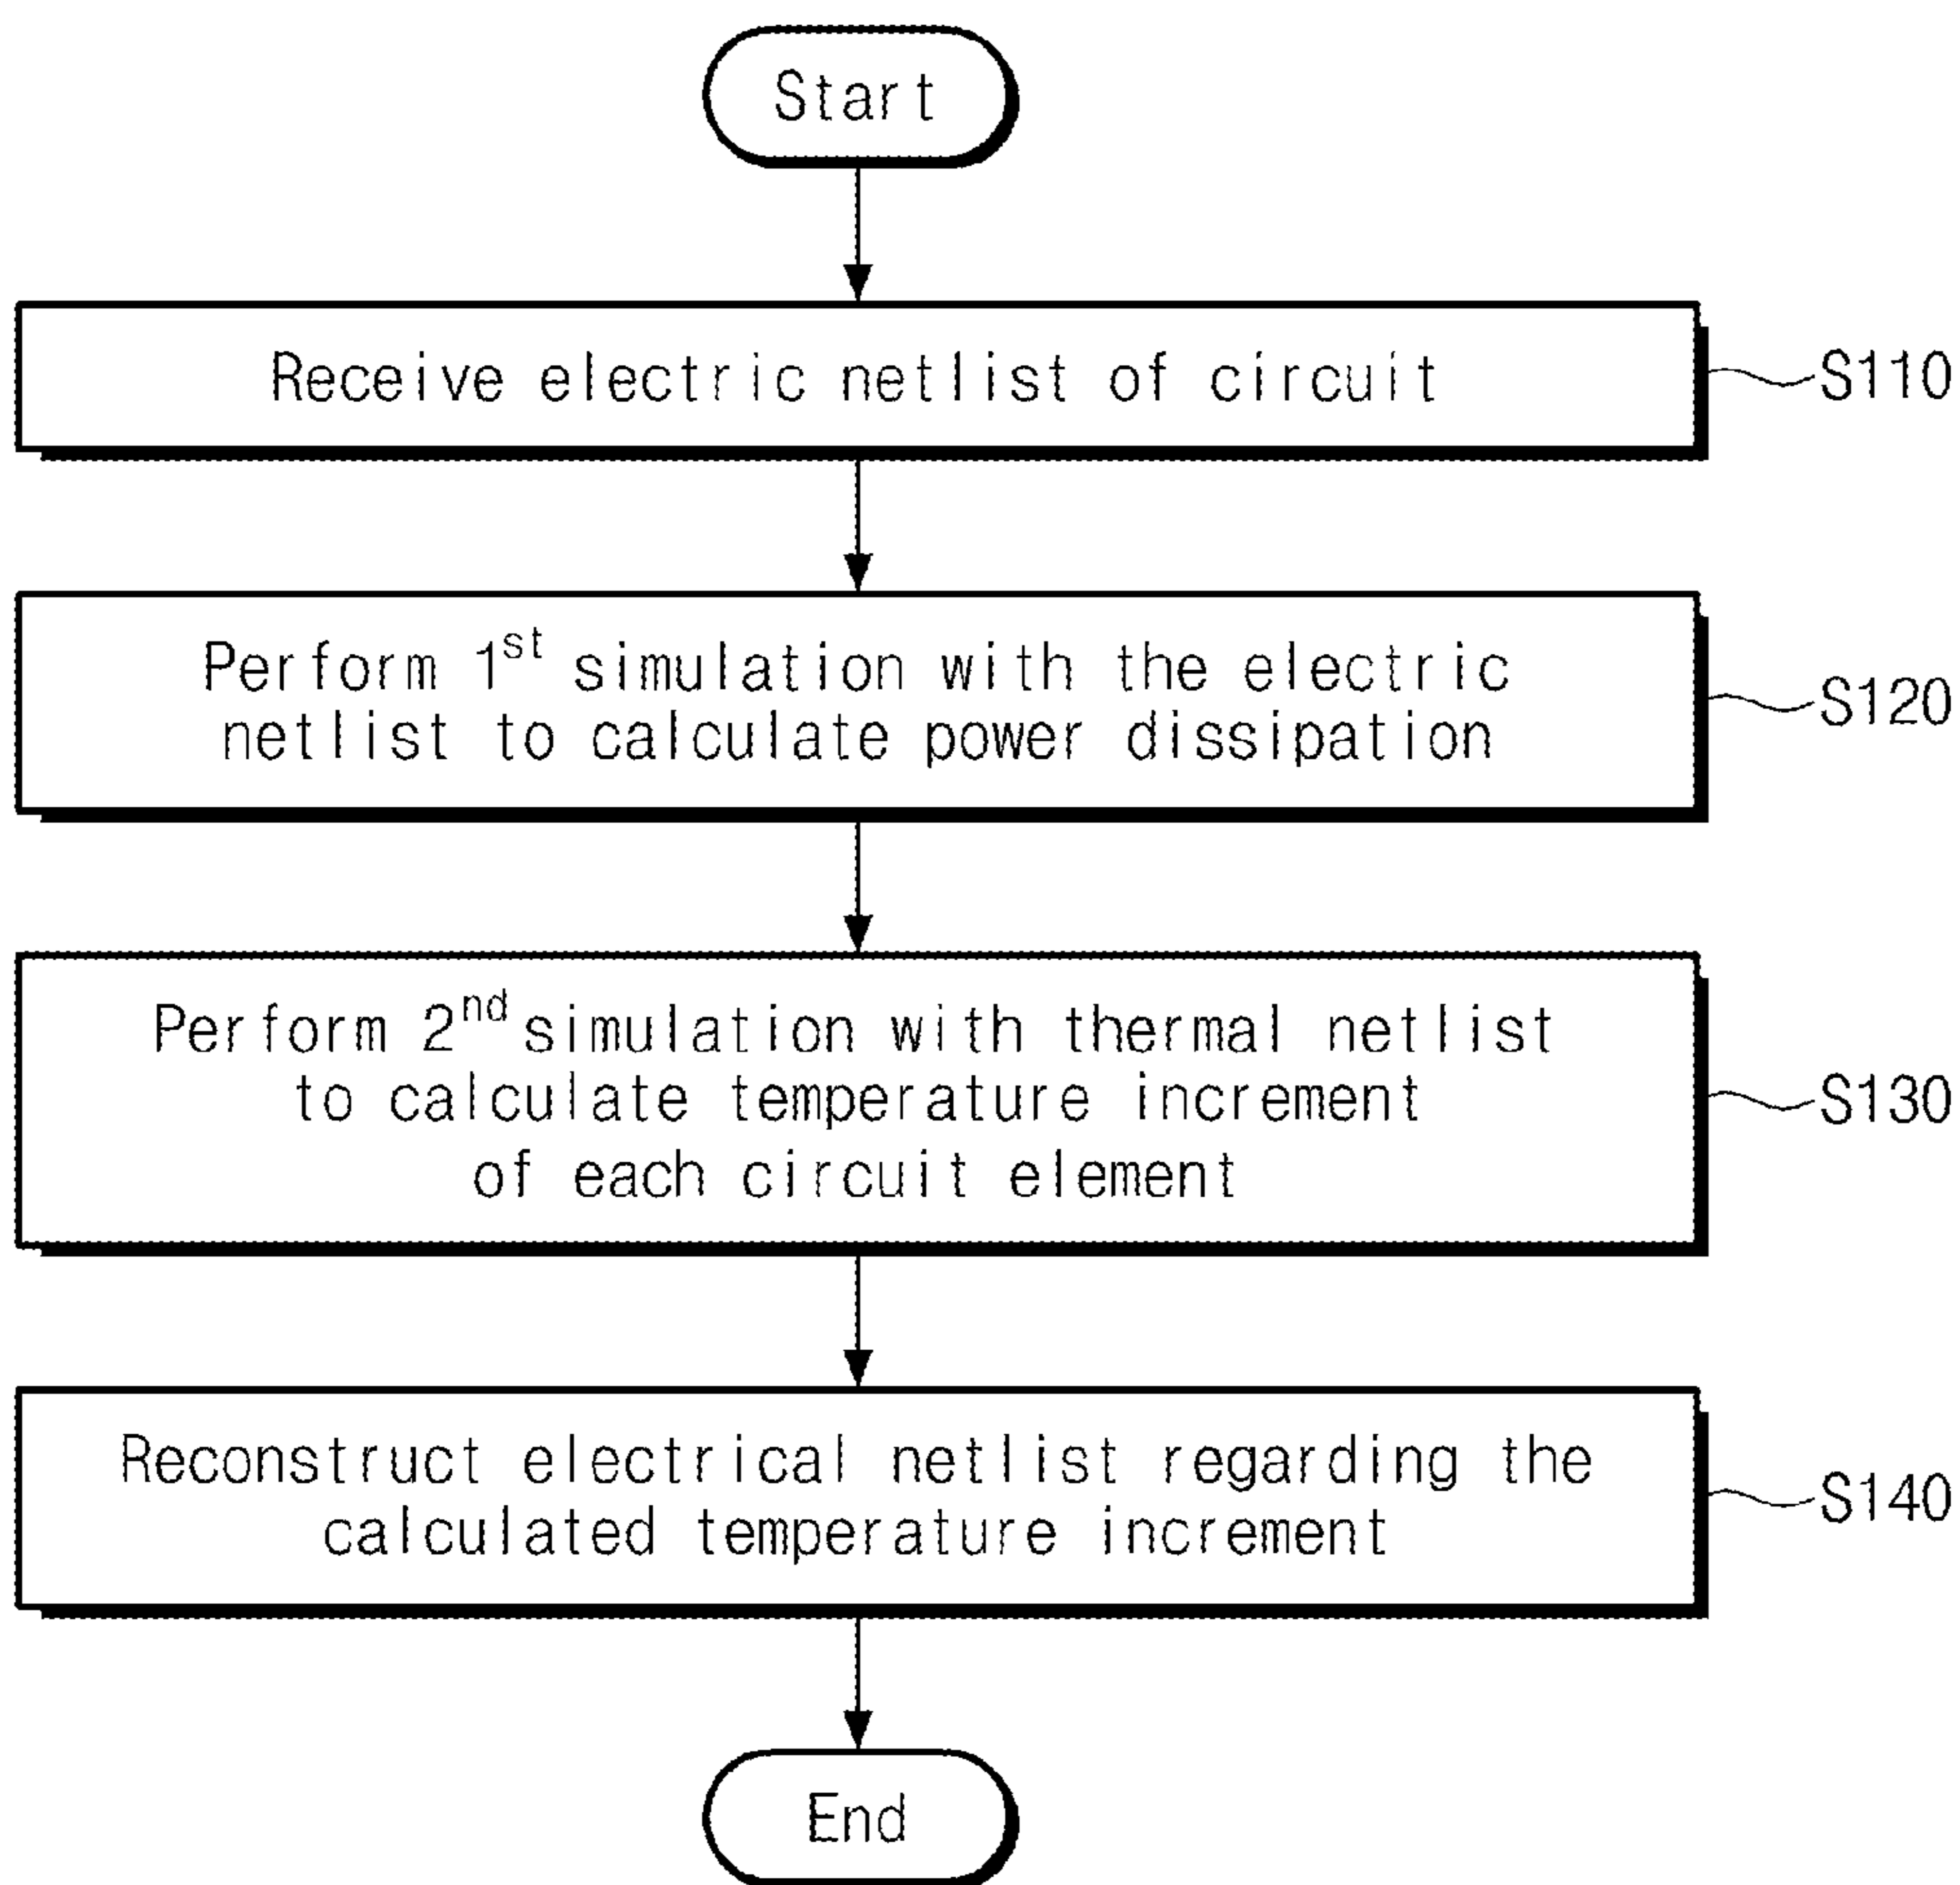 Start
Receive electric netlist of circuit
S110
Perform 1st simulation with the electric
netlist to calculate power dissipation
S120
Perform 2nd simulation with thermal netlist
to calculate temperature increment
of each circuit element
S130
Reconstruct electrical netlist regarding the
calculated temperature increment
S140
End